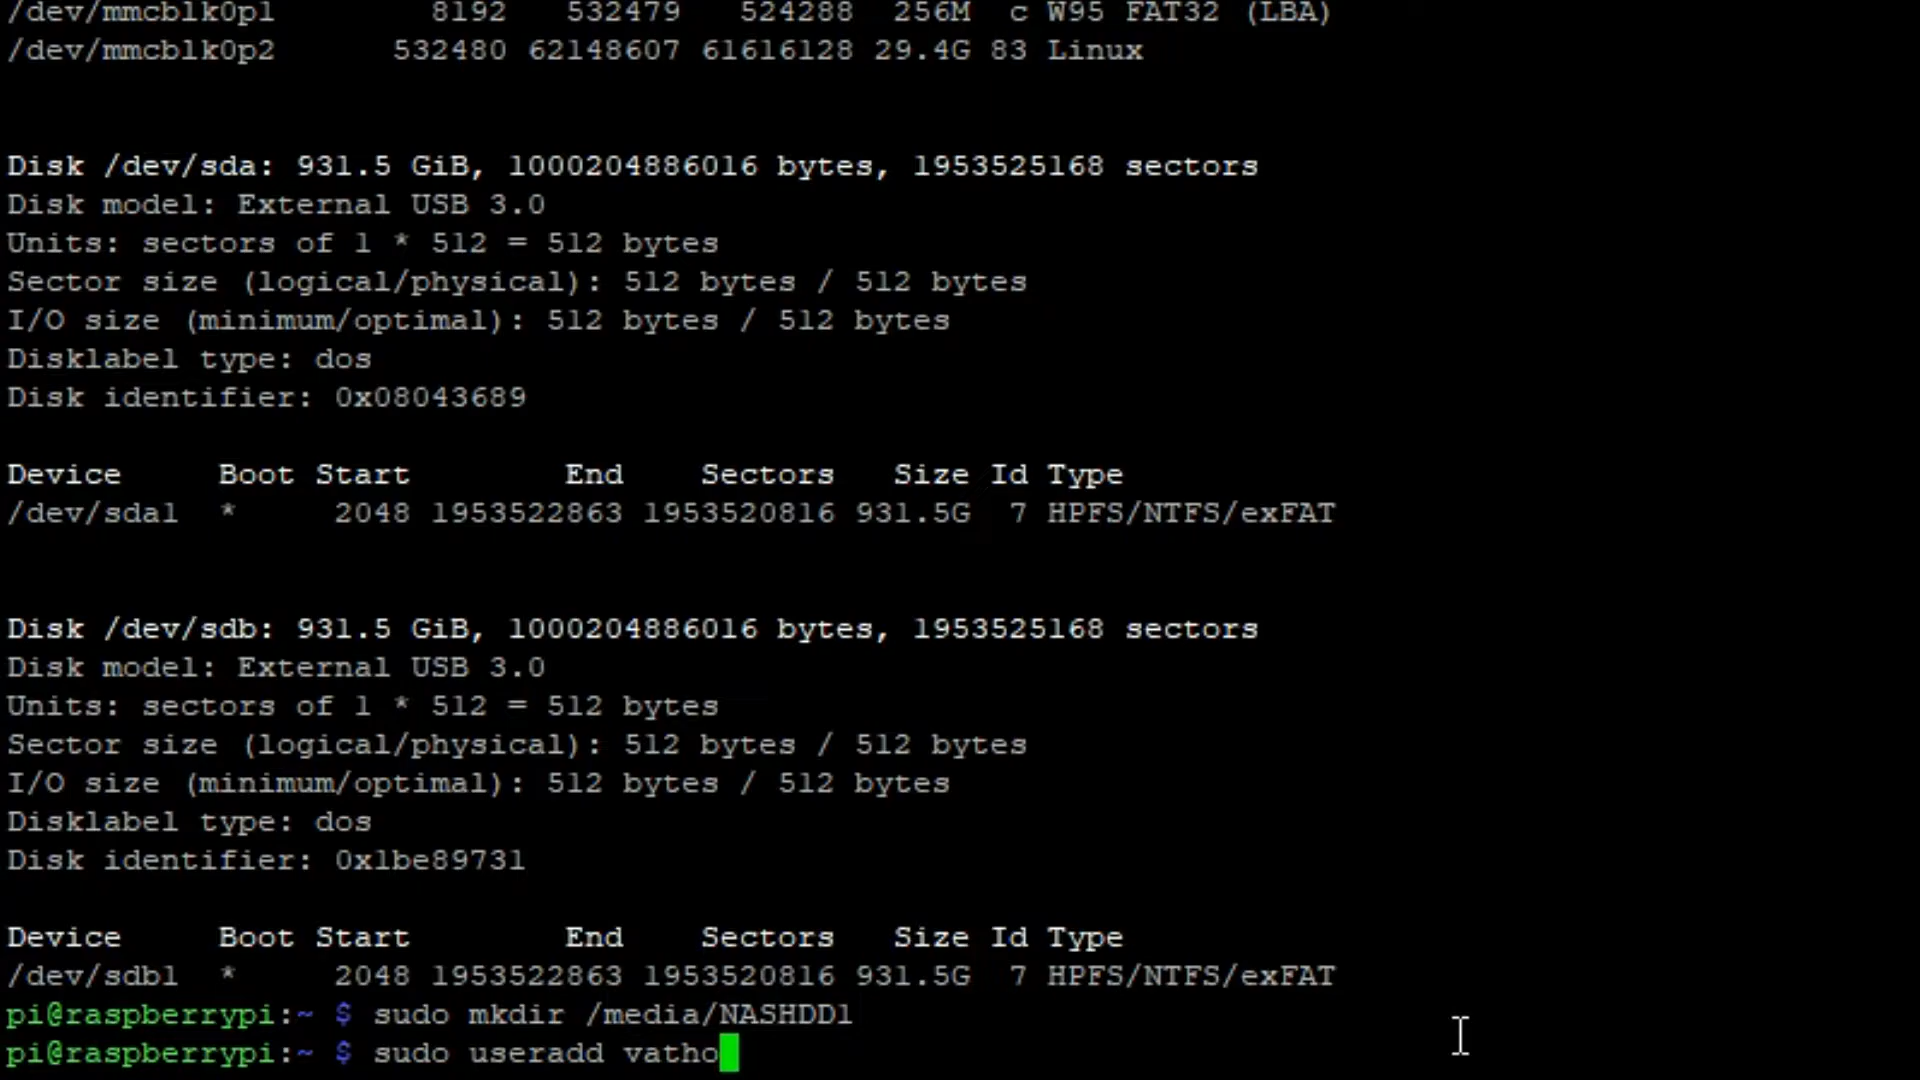 /dev/mmcblk0p1 8192 532479 524288 256M c W95 FAT32 (LBA)
/dev/mmcblk0p2 532480 62148607 61616128 29.4G 83 Linux
Disk /dev/sda: 931.5 GiB, 1000204886016 bytes, 1953525168 sectors
Disk model: External USB 3.0
Units: sectors of 1 * 512 = 512 bytes
Sector size (logical/physical): 512 bytes / 512 bytes
I/O size (minimum/optimal): 512 bytes / 512 bytes
Disklabel type: dos
Disk identifier: 0x08043689
Device Boot Start End Sectors Size Id Type
/dev/sda1 * 2048 1953522863 1953520816 931.5G 7 HPFS/NTFS/exFAT
Disk /dev/sdb: 931.5 GiB, 1000204886016 bytes, 1953525168 sectors
Disk model: External USB 3.0
Units: sectors of 1 * 512 = 512 bytes
Sector size (logical/physical): 512 bytes / 512 bytes
I/O size (minimum/optimal): 512 bytes / 512 bytes
Disklabel type: dos
Disk identifier: 0x1be89731
Device Boot Start End Sectors Size Id Type
/dev/sdb1 * 2048 1953522863 1953520816 931.5G 7 HPFS/NTFS/exFAT
pi@raspberrypi:~ $ sudo mkdir /media/NASHDD1
pi@raspberrypi:~ $ sudo useradd vatho